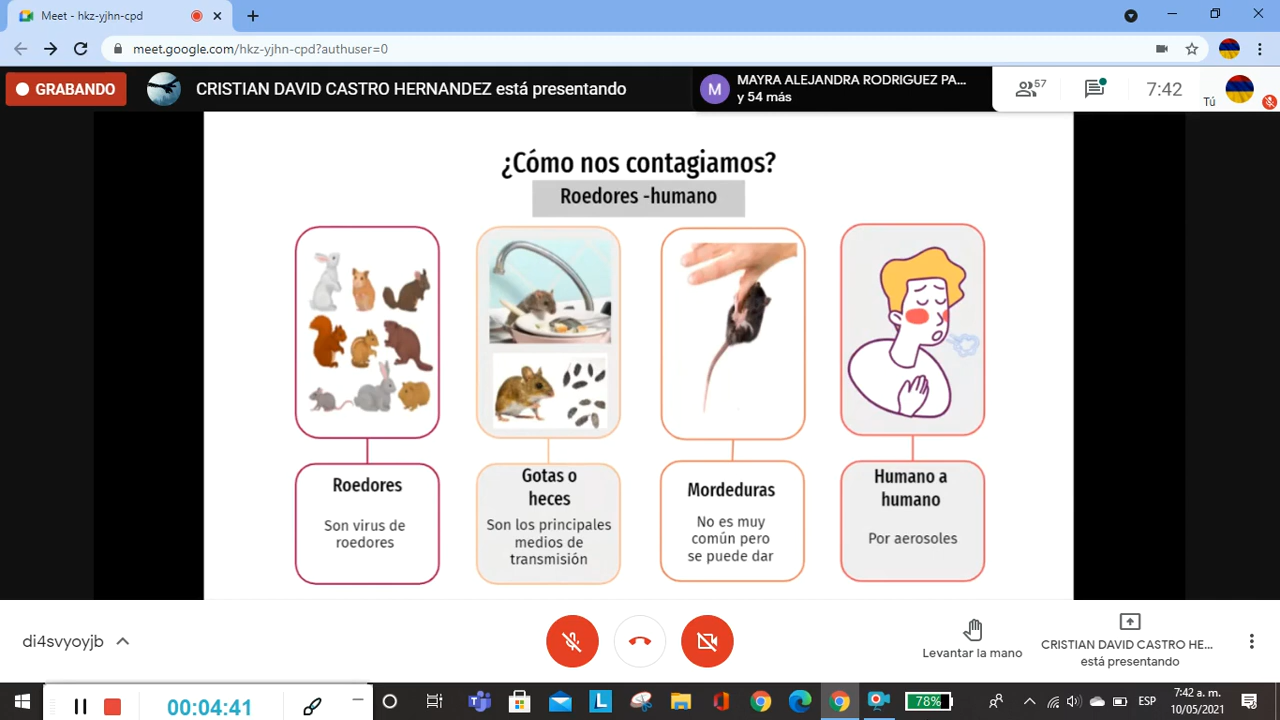 Meet - hkz-yjhn-cpd
meet.google.com/hkz-yjhn-cpd?authuser=0
GRABANDO
CRISTIAN DAVID CASTRO HERNANDEZ está presentando
M
MAYRA ALEJANDRA RODRIGUEZ PA...
y 54 más
57
7:42
Tú
¿Cómo nos contagiamos?
Roedores -humano
Roedores
Son virus de
roedores
Gotas o
heces
Son los principales
medios de
transmisión
Mordeduras
No es muy
común pero
se puede dar
Humano a
humano
Por aerosoles
di4svyoyjb
Levantar la mano
CRISTIAN DAVID CASTRO HE...
está presentando
00:04:41
L
78%
ESP
7:42 a. m.
10/05/2021